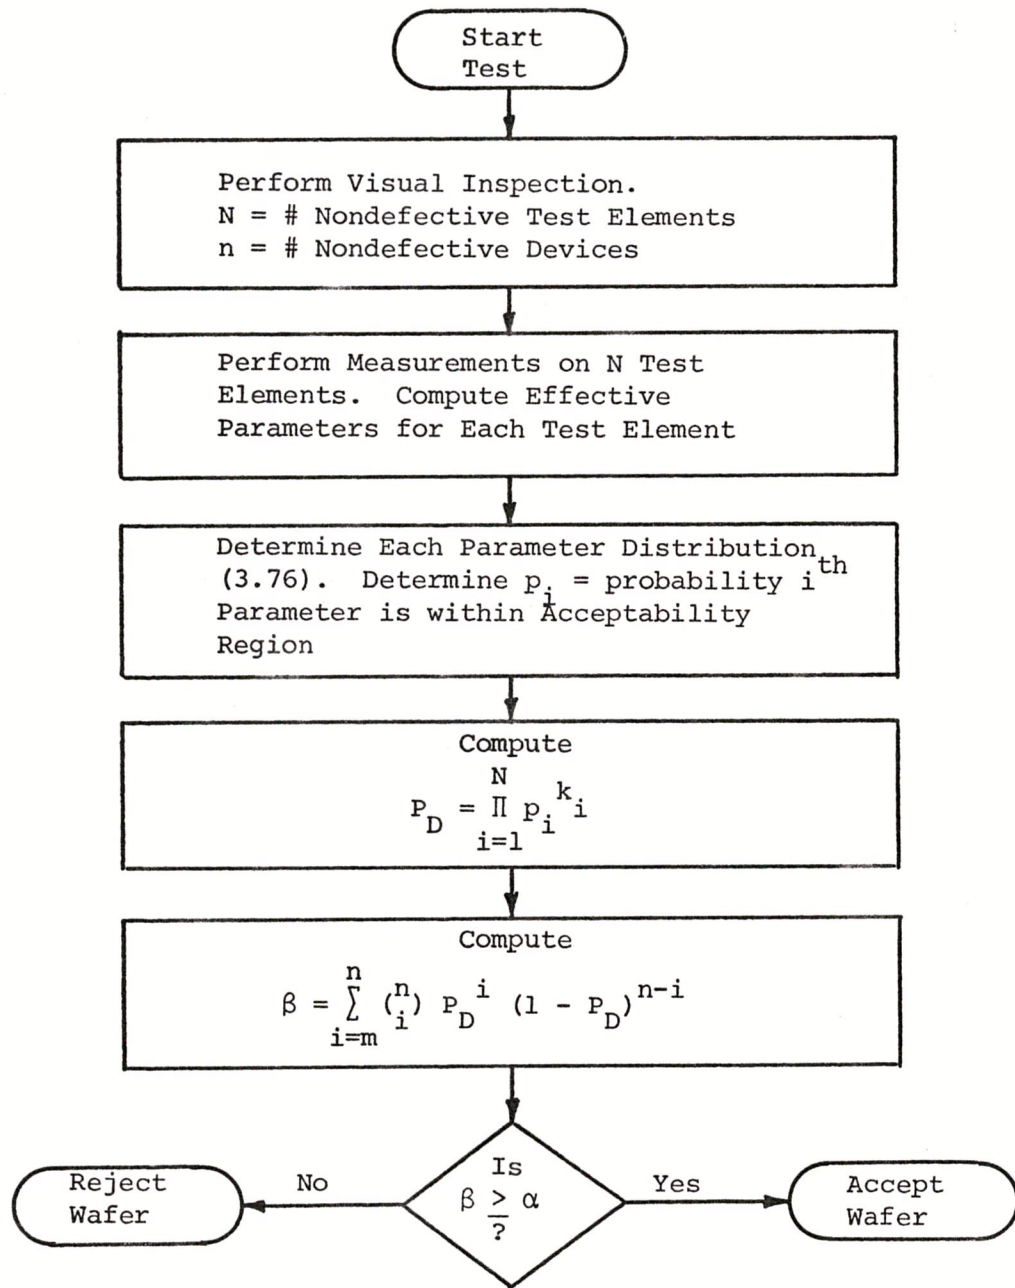 Start
Test
Perform Visual Inspection.
N = # Nondefective Test Elements
n = # Nondefective Devices
Perform Measurements on N Test
Elements. Compute Effective
Parameters for Each Test Element
Determine Each Parameter Distribution
(3.76). Determine p_i = probability i^th
Parameter is within Acceptability
Region
Compute
P_D = ∏_{i=1}^{N} p_i^{k_i}
Compute
β = ∑_{i=m}^{n} (n i) P_D^i (1 - P_D)^{n-i}
Is
β ≥ α
?
No
Yes
Reject
Wafer
Accept
Wafer